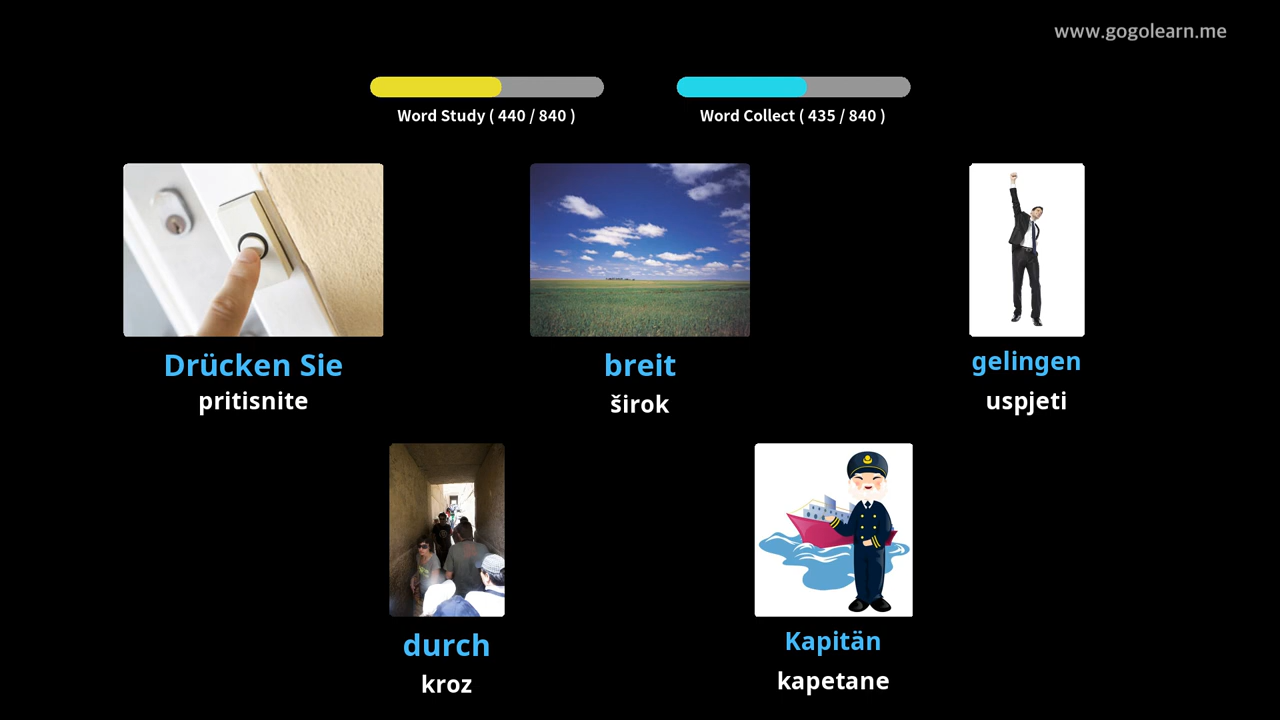 www.gogolearn.me
Word Study ( 440 / 840 )
Word Collect ( 435 / 840 )
Drücken Sie
pritisnite
breit
širok
gelingen
uspjeti
durch
kroz
Kapitän
kapetane